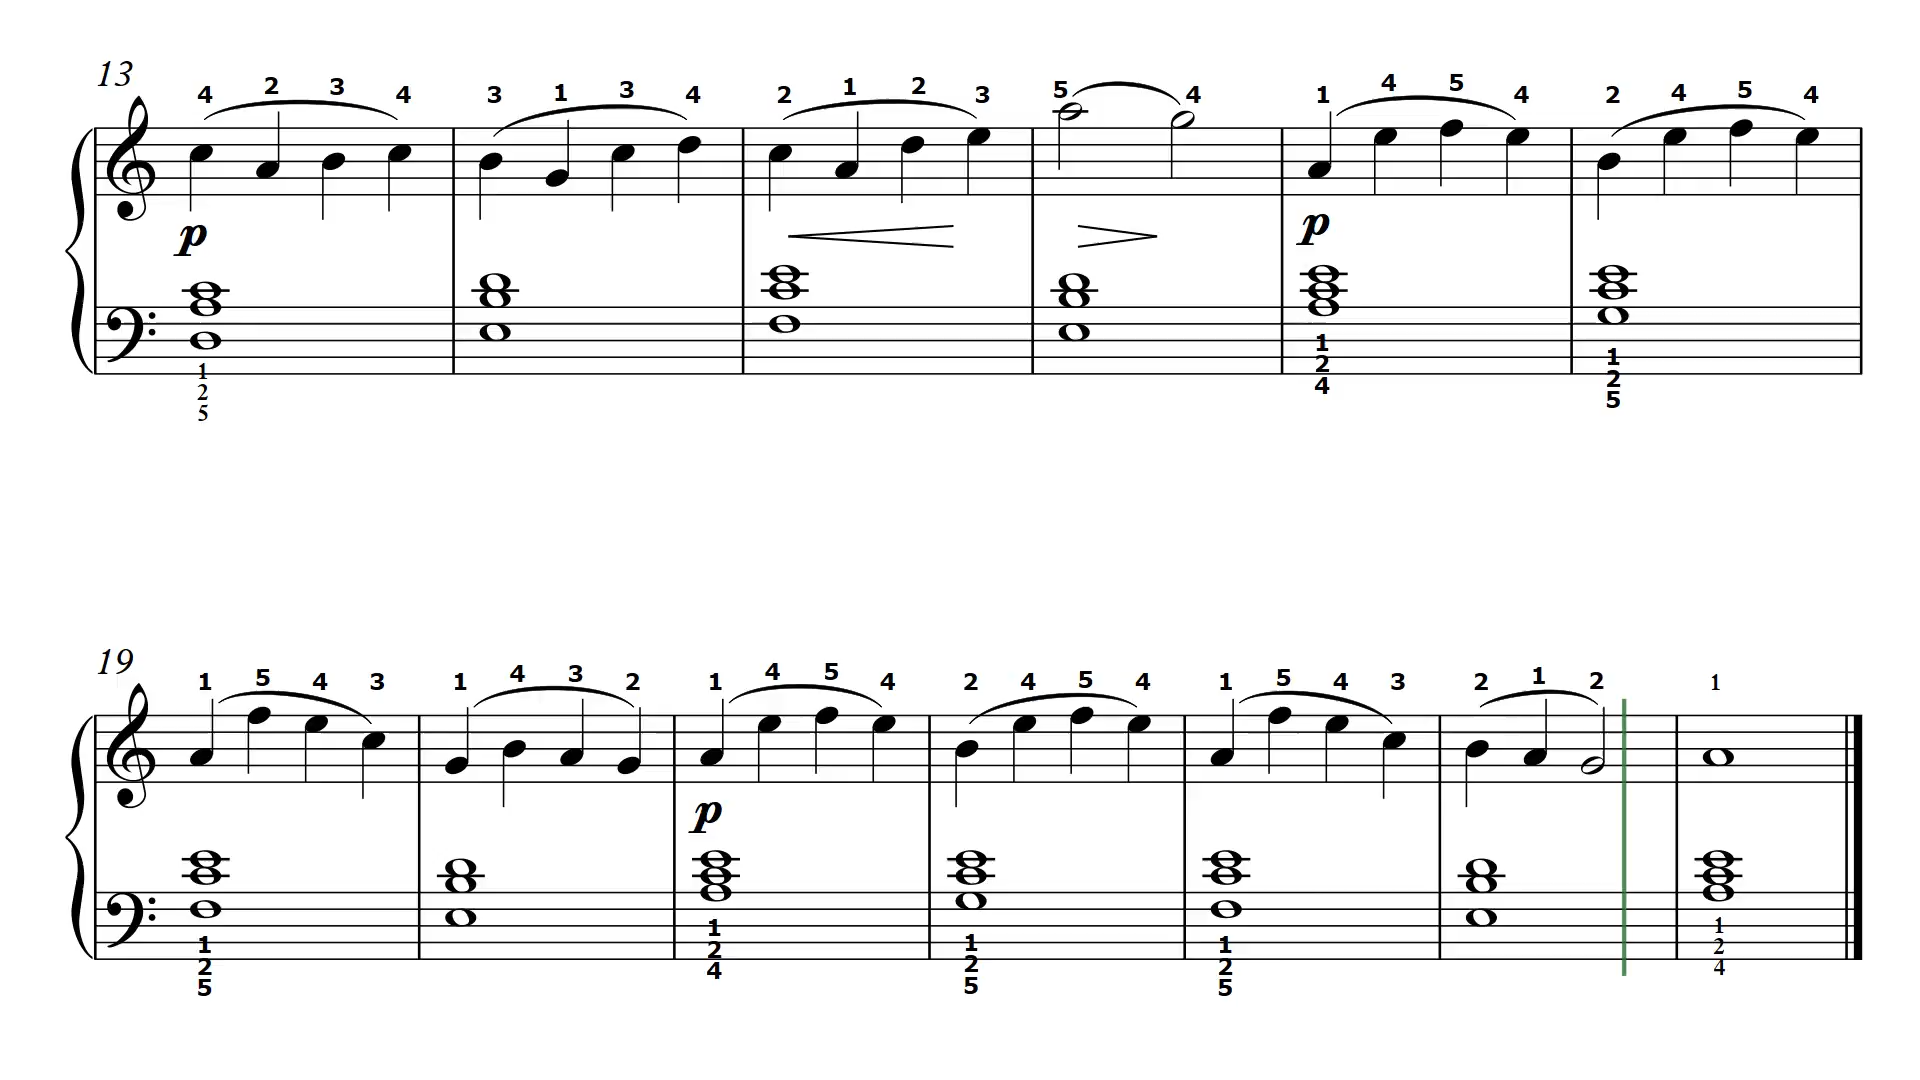 13
4 2 3 4 3 1 3 4 2 1 2 3 5 4 1 4 5 4 2 4 5 4
p p
1 1 1
2 2 2
5 4 5
19
1 5 4 3 1 4 3 2 1 4 5 4 2 4 5 4 1 5 4 3 2 1 2 1
p
1 1 1 1 1
2 2 2 2 2
5 4 5 5 4